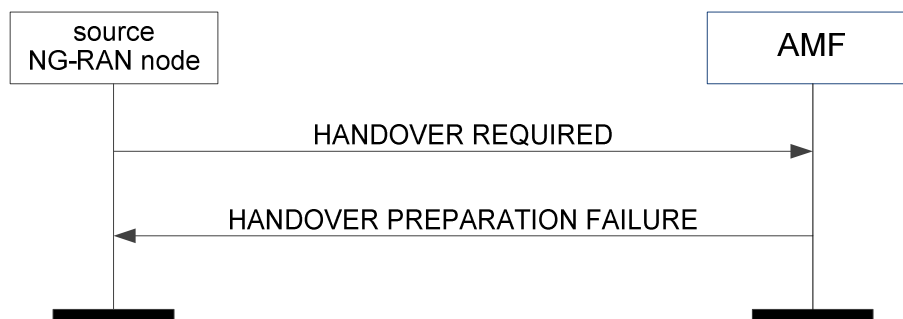 source
NG-RAN node
AMF
HANDOVER REQUIRED
HANDOVER PREPARATION FAILURE